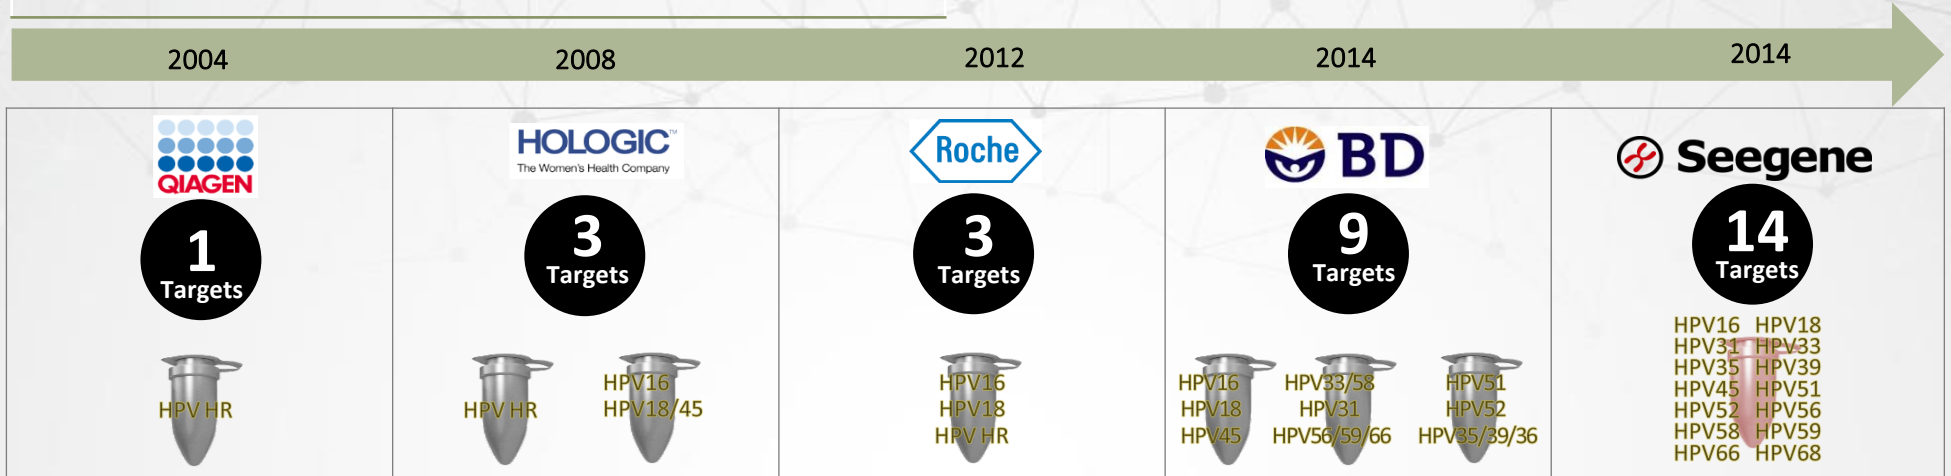 2004
2008
2012
2014
2014
QIAGEN
1
Targets
HPV HR
HOLOGIC™
The Women's Health Company
3
Targets
HPV HR
HPV16
HPV18/45
Roche
3
Targets
HPV16
HPV18
HPV HR
BD
9
Targets
HPV16
HPV18
HPV45
HPV33/58
HPV31
HPV56/59/66
HPV51
HPV52
HPV35/39/36
Seegene
14
Targets
HPV16 HPV18
HPV31 HPV33
HPV35 HPV39
HPV45 HPV51
HPV52 HPV56
HPV58 HPV59
HPV66 HPV68